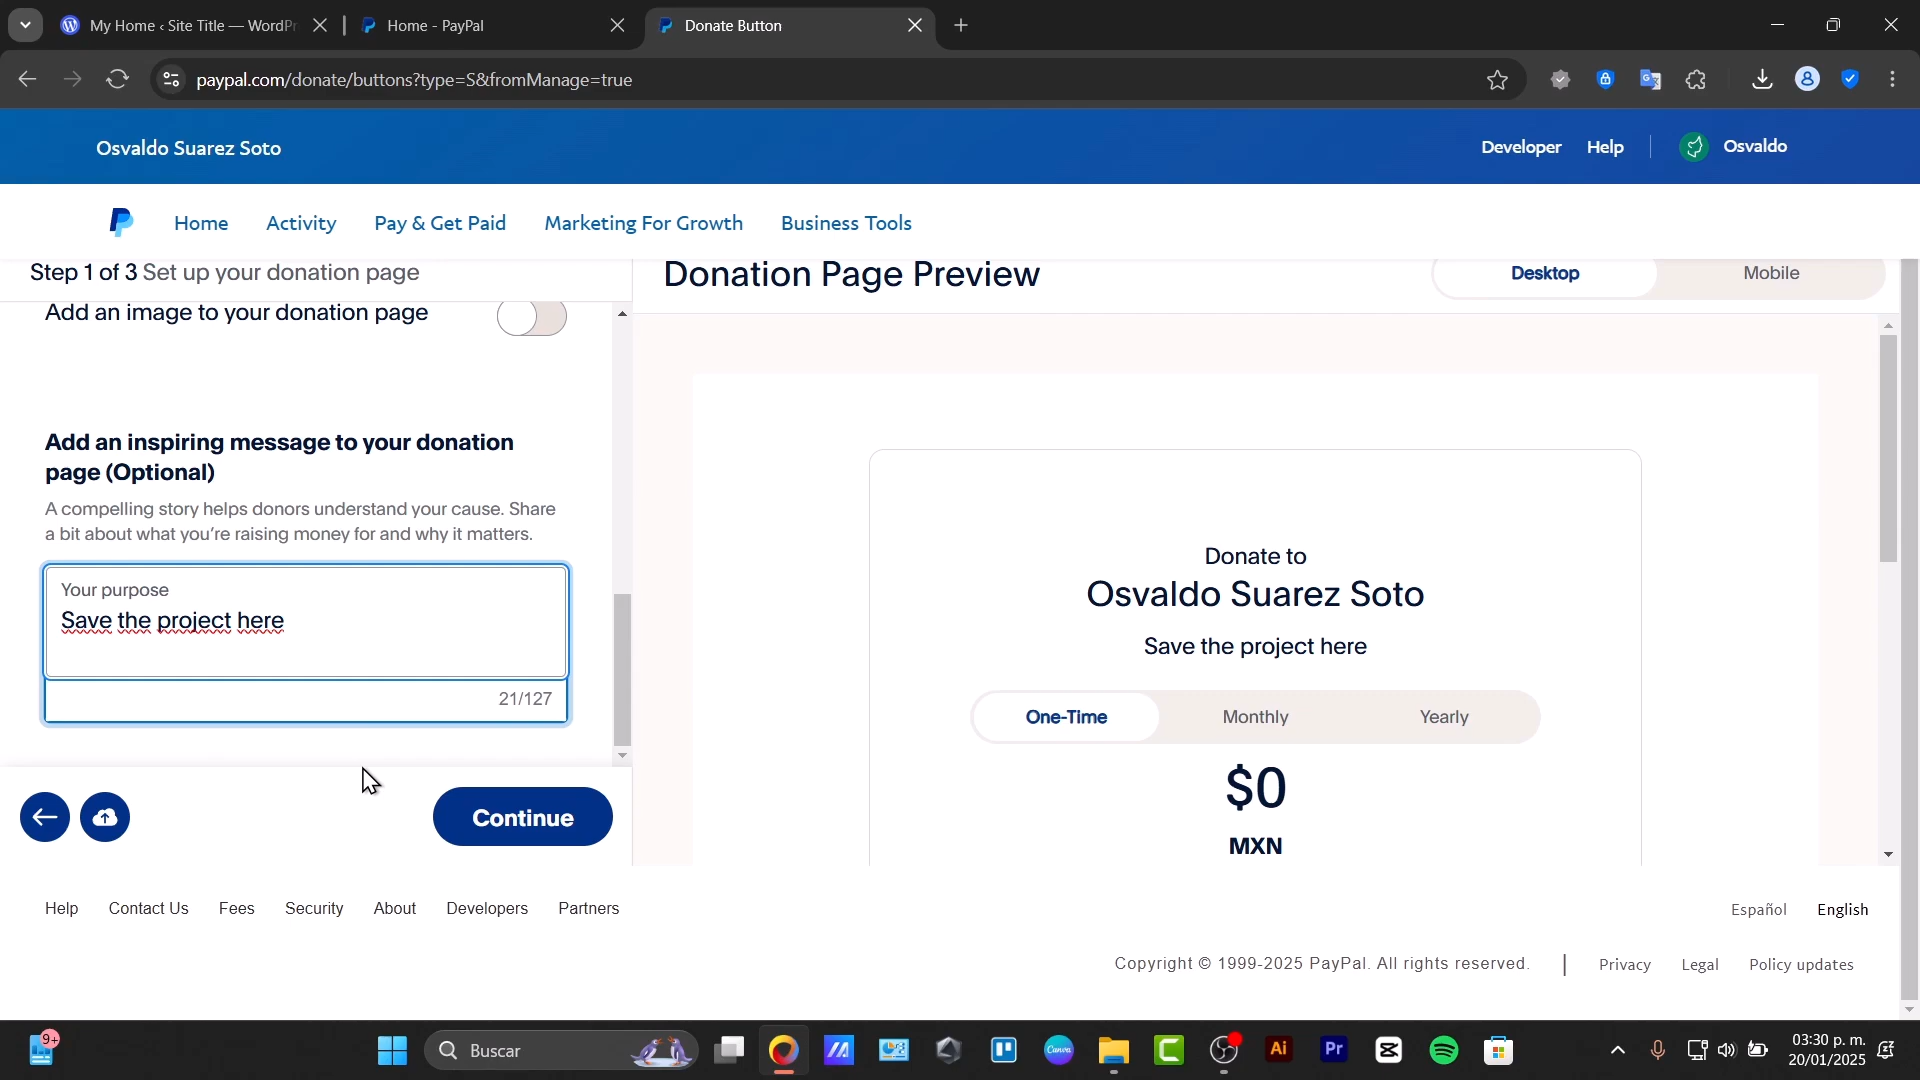 My Home ‹ Site Title — WordPr
Home - PayPal
Donate Button
paypal.com/donate/buttons?type=S&fromManage=true
Osvaldo Suarez Soto
Developer
Help
Osvaldo
Home
Activity
Pay & Get Paid
Marketing For Growth
Business Tools
Step 1 of 3 Set up your donation page
Add an image to your donation page
Add an inspiring message to your donation
page (Optional)
A compelling story helps donors understand your cause. Share
a bit about what you're raising money for and why it matters.
Your purpose
Save the project here
21/127
Continue
Donation Page Preview
Desktop
Mobile
Donate to
Osvaldo Suarez Soto
Save the project here
One-Time
Monthly
Yearly
$0
MXN
Help
Contact Us
Fees
Security
About
Developers
Partners
Español
English
Copyright © 1999-2025 PayPal. All rights reserved.
Privacy
Legal
Policy updates
9+
Buscar
Canva
Ai
Pr
03:30 p. m.
20/01/2025